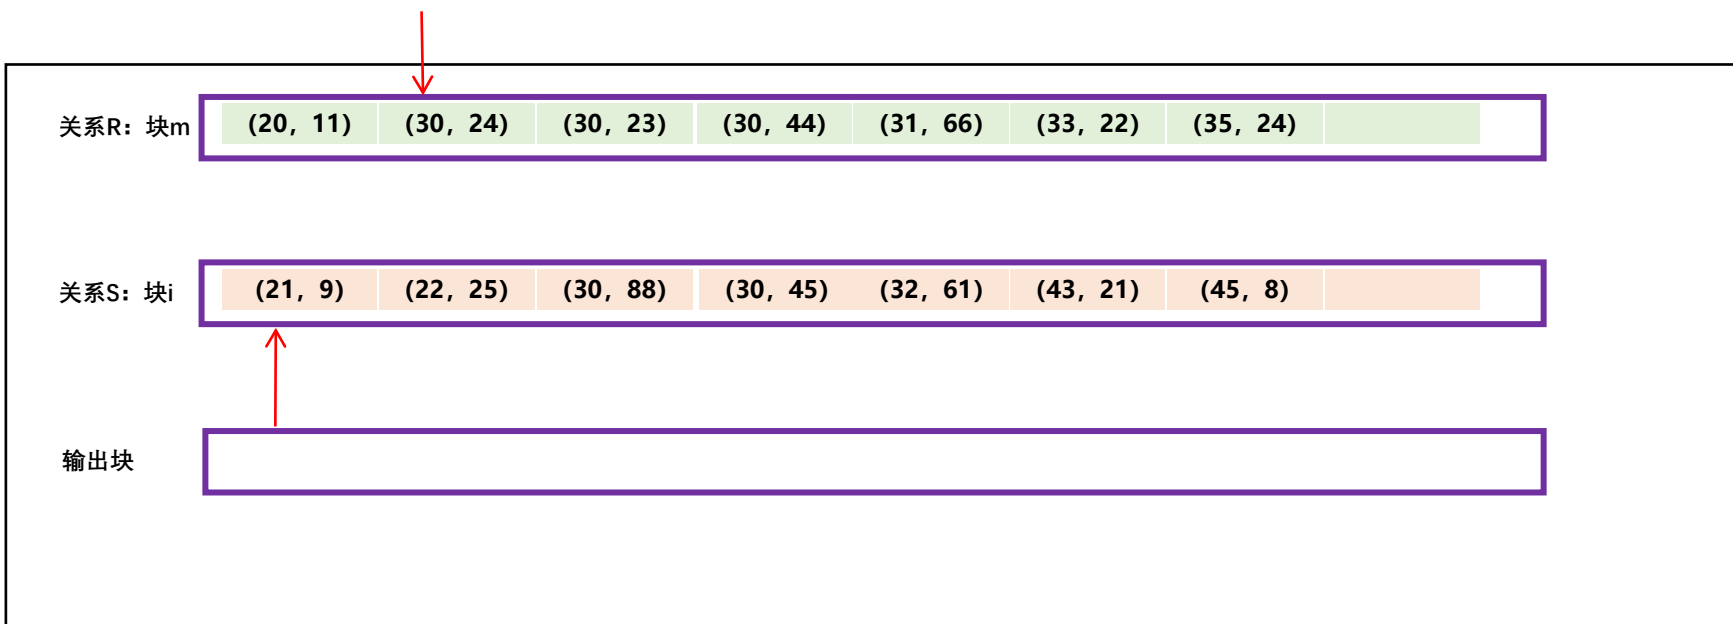 关系R：块m (20，11) (30，24) (30，23) (30，44) (31，66) (33，22) (35，24)
关系S：块i (21，9) (22，25) (30，88) (30，45) (32，61) (43，21) (45，8)
输出块